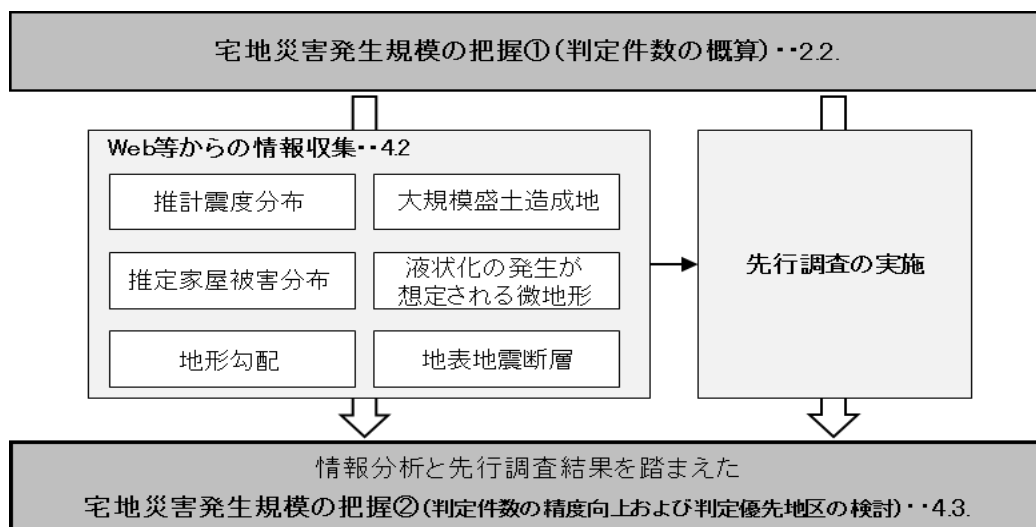 宅地災害発生規模の把握①（判定件数の概算）・・2.2.
Web等からの情報収集・・4.2
推計震度分布
大規模盛土造成地
推定家屋被害分布
液状化の発生が
想定される微地形
地形勾配
地表地震断層
先行調査の実施
情報分析と先行調査結果を踏まえた
宅地災害発生規模の把握②（判定件数の精度向上および判定優先地区の検討）・・4.3.